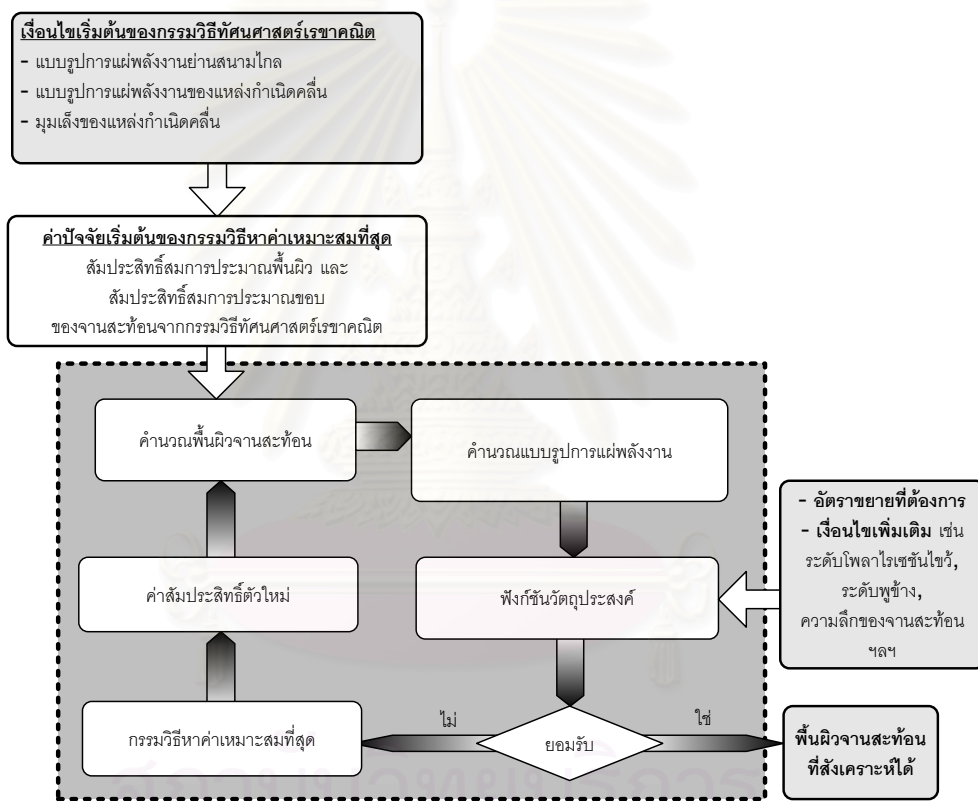 เงื่อนไขเริ่มต้นของกรรมวิธีทัศนศาสตร์เรขาคณิต
- แบบรูปการแผ่พลังงานย่านสนามไกล
- แบบรูปการแผ่พลังงานของแหล่งกำเนิดคลื่น
- มุมเล็งของแหล่งกำเนิดคลื่น
ค่าปัจจัยเริ่มต้นของกรรมวิธีหาค่าเหมาะสมที่สุด
สัมประสิทธิ์สมการประมาณพื้นผิว และ
สัมประสิทธิ์สมการประมาณขอบ
ของจานสะท้อนจากกรรมวิธีทัศนศาสตร์เรขาคณิต
คำนวณพื้นผิวจานสะท้อน
คำนวณแบบรูปการแผ่พลังงาน
- อัตราขยายที่ต้องการ
- เงื่อนไขเพิ่มเติม เช่น
ระดับโพลาไรเซชันไขว้,
ระดับพูข้าง,
ความลึกของจานสะท้อน
ฯลฯ
ค่าสัมประสิทธิ์ตัวใหม่
ฟังก์ชันวัตถุประสงค์
กรรมวิธีหาค่าเหมาะสมที่สุด
ไม่
ยอมรับ
ใช่
พื้นผิวจานสะท้อน
ที่สังเคราะห์ได้
สถาบันวิทยบริการ